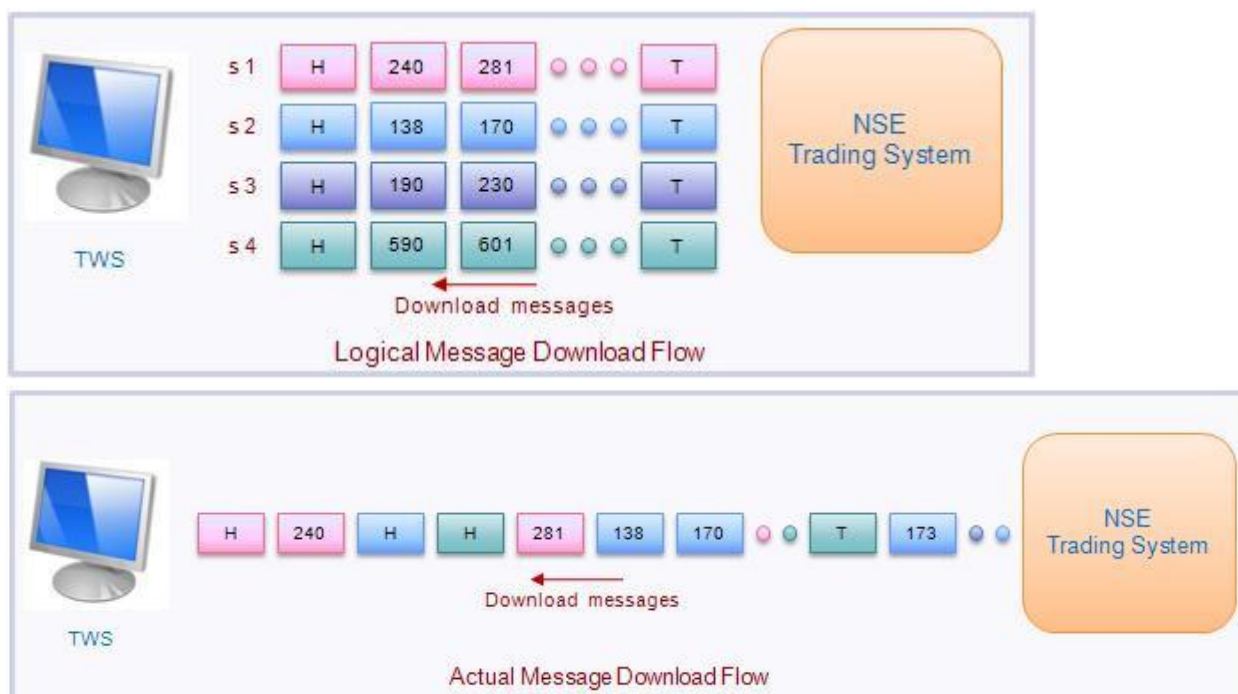 s 1 H 240 281 T
s 2 H 138 170 T
s 3 H 190 230 T
s 4 H 590 601 T
NSE
Trading System
TWS
Download messages
Logical Message Download Flow
H 240 H H 281 138 170 T 173
NSE
Trading System
Download messages
TWS
Actual Message Download Flow